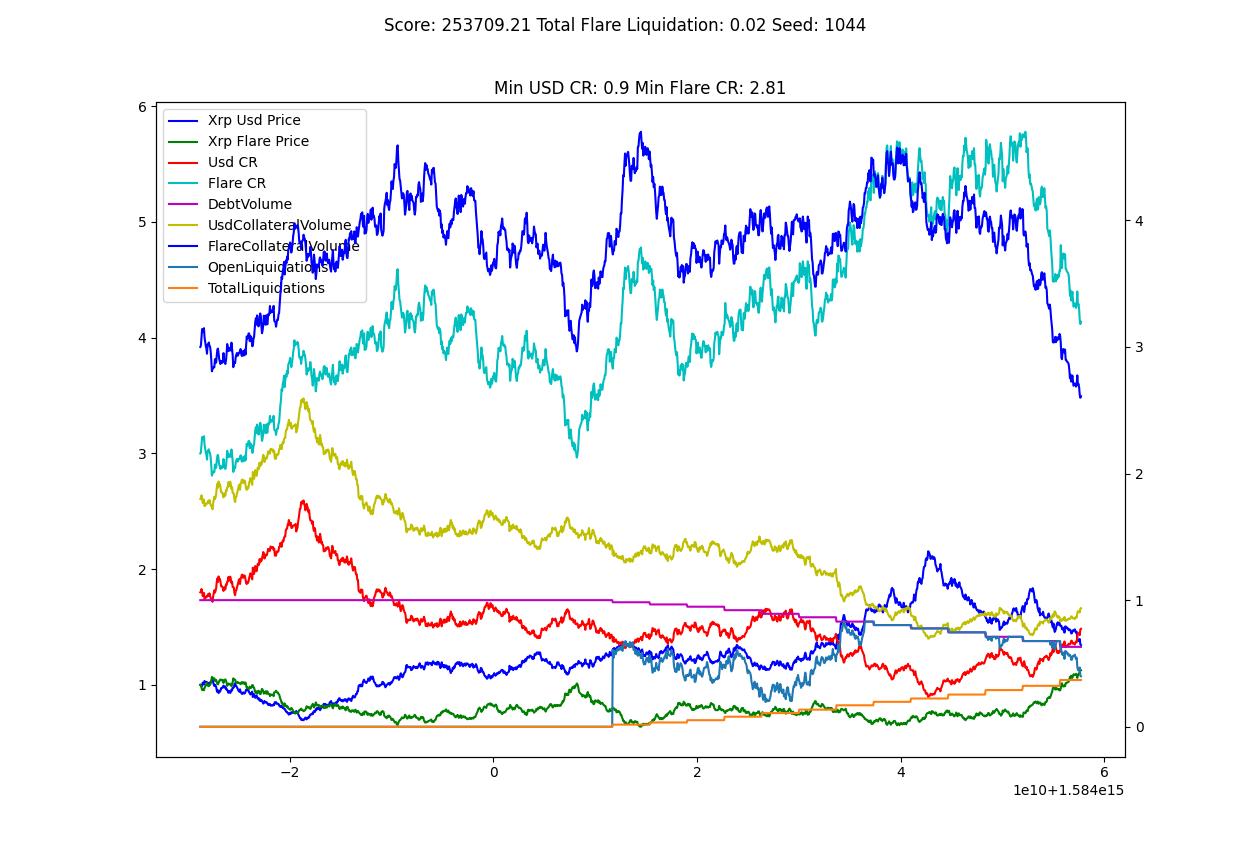 Score: 253709.21 Total Flare Liquidation: 0.02 Seed: 1044
Min USD CR: 0.9 Min Flare CR: 2.81
Xrp Usd Price
Xrp Flare Price
Usd CR
Flare CR
DebtVolume
UsdCollateralVolume
FlareCollateralVolume
OpenLiquidations
TotalLiquidations
6
5
4
3
2
1
4
3
2
1
0
−2
0
2
4
6
1e10+1.584e15